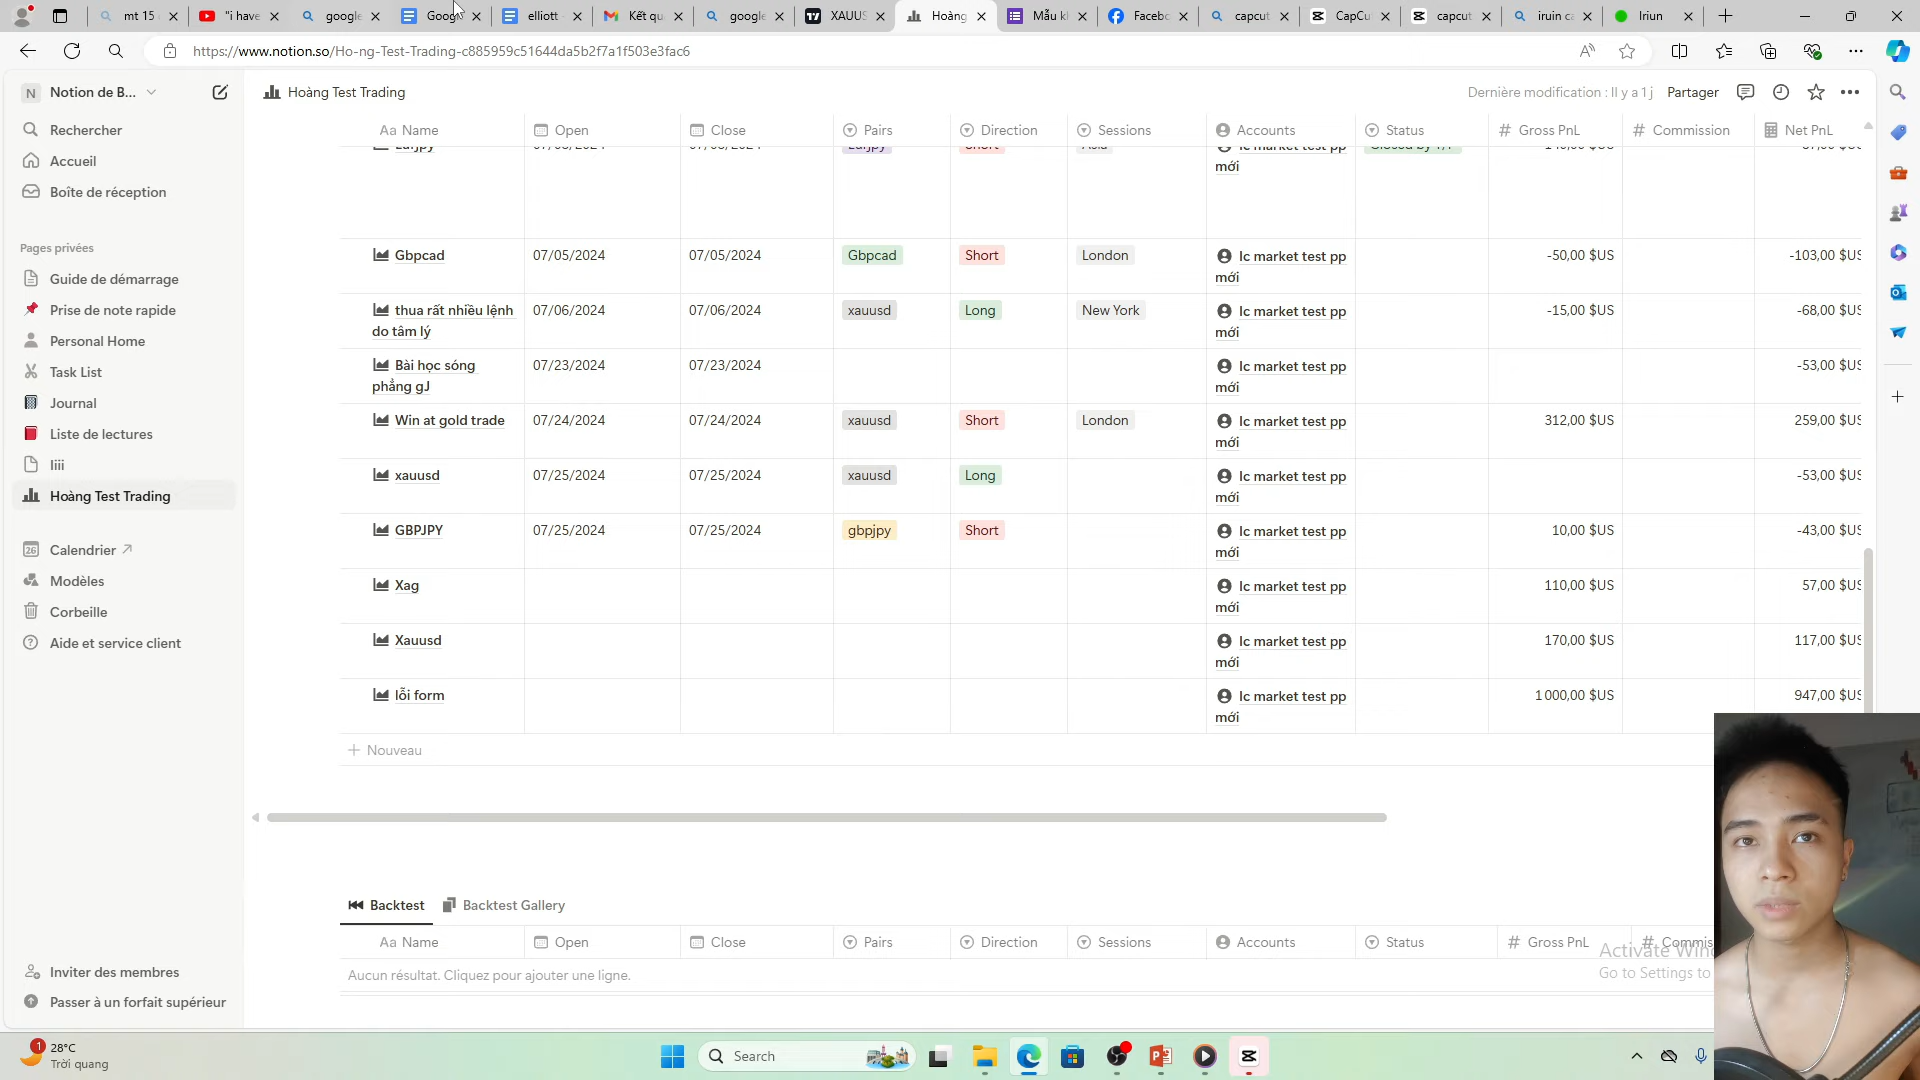 mt 15
"i have
google
Googl
elliott
Kết qu
google
XAUUS
Hoàng
Mẫu k
Faceb
capcut
CapCu
capcut
iruin ca
Iriun
https://www.notion.so/Ho-ng-Test-Trading-c885959c51644da5b2f7a1f503e3fac6
N Notion de B...
Hoàng Test Trading
Dernière modification : Il y a 1 j
Partager
Rechercher
Accueil
Boîte de réception
Pages privées
Guide de démarrage
Prise de note rapide
Personal Home
Task List
Journal
Liste de lectures
Iiii
Hoàng Test Trading
26 Calendrier ↗
Modèles
Corbeille
Aide et service client
Inviter des membres
Passer à un forfait supérieur
Aa Name Open Close Pairs Direction Sessions Accounts Status # Gross PnL # Commission Net PnL
mới
Gbpcad 07/05/2024 07/05/2024 Gbpcad Short London Ic market test pp -50,00 $US -103,00 $US
mới
thua rất nhiều lệnh 07/06/2024 07/06/2024 xauusd Long New York Ic market test pp -15,00 $US -68,00 $US
do tâm lý mới
Bài học sóng 07/23/2024 07/23/2024 Ic market test pp -53,00 $US
phẳng gJ mới
Win at gold trade 07/24/2024 07/24/2024 xauusd Short London Ic market test pp 312,00 $US 259,00 $US
mới
xauusd 07/25/2024 07/25/2024 xauusd Long Ic market test pp -53,00 $US
mới
GBPJPY 07/25/2024 07/25/2024 gbpjpy Short Ic market test pp 10,00 $US -43,00 $US
mới
Xag Ic market test pp 110,00 $US 57,00 $US
mới
Xauusd Ic market test pp 170,00 $US 117,00 $US
mới
lỗi form Ic market test pp 1 000,00 $US 947,00 $US
mới
+ Nouveau
Backtest Backtest Gallery
Aa Name Open Close Pairs Direction Sessions Accounts Status # Gross PnL # Commis
Aucun résultat. Cliquez pour ajouter une ligne.
Activate Win
Go to Settings to
1
28°C
Trời quang
Search